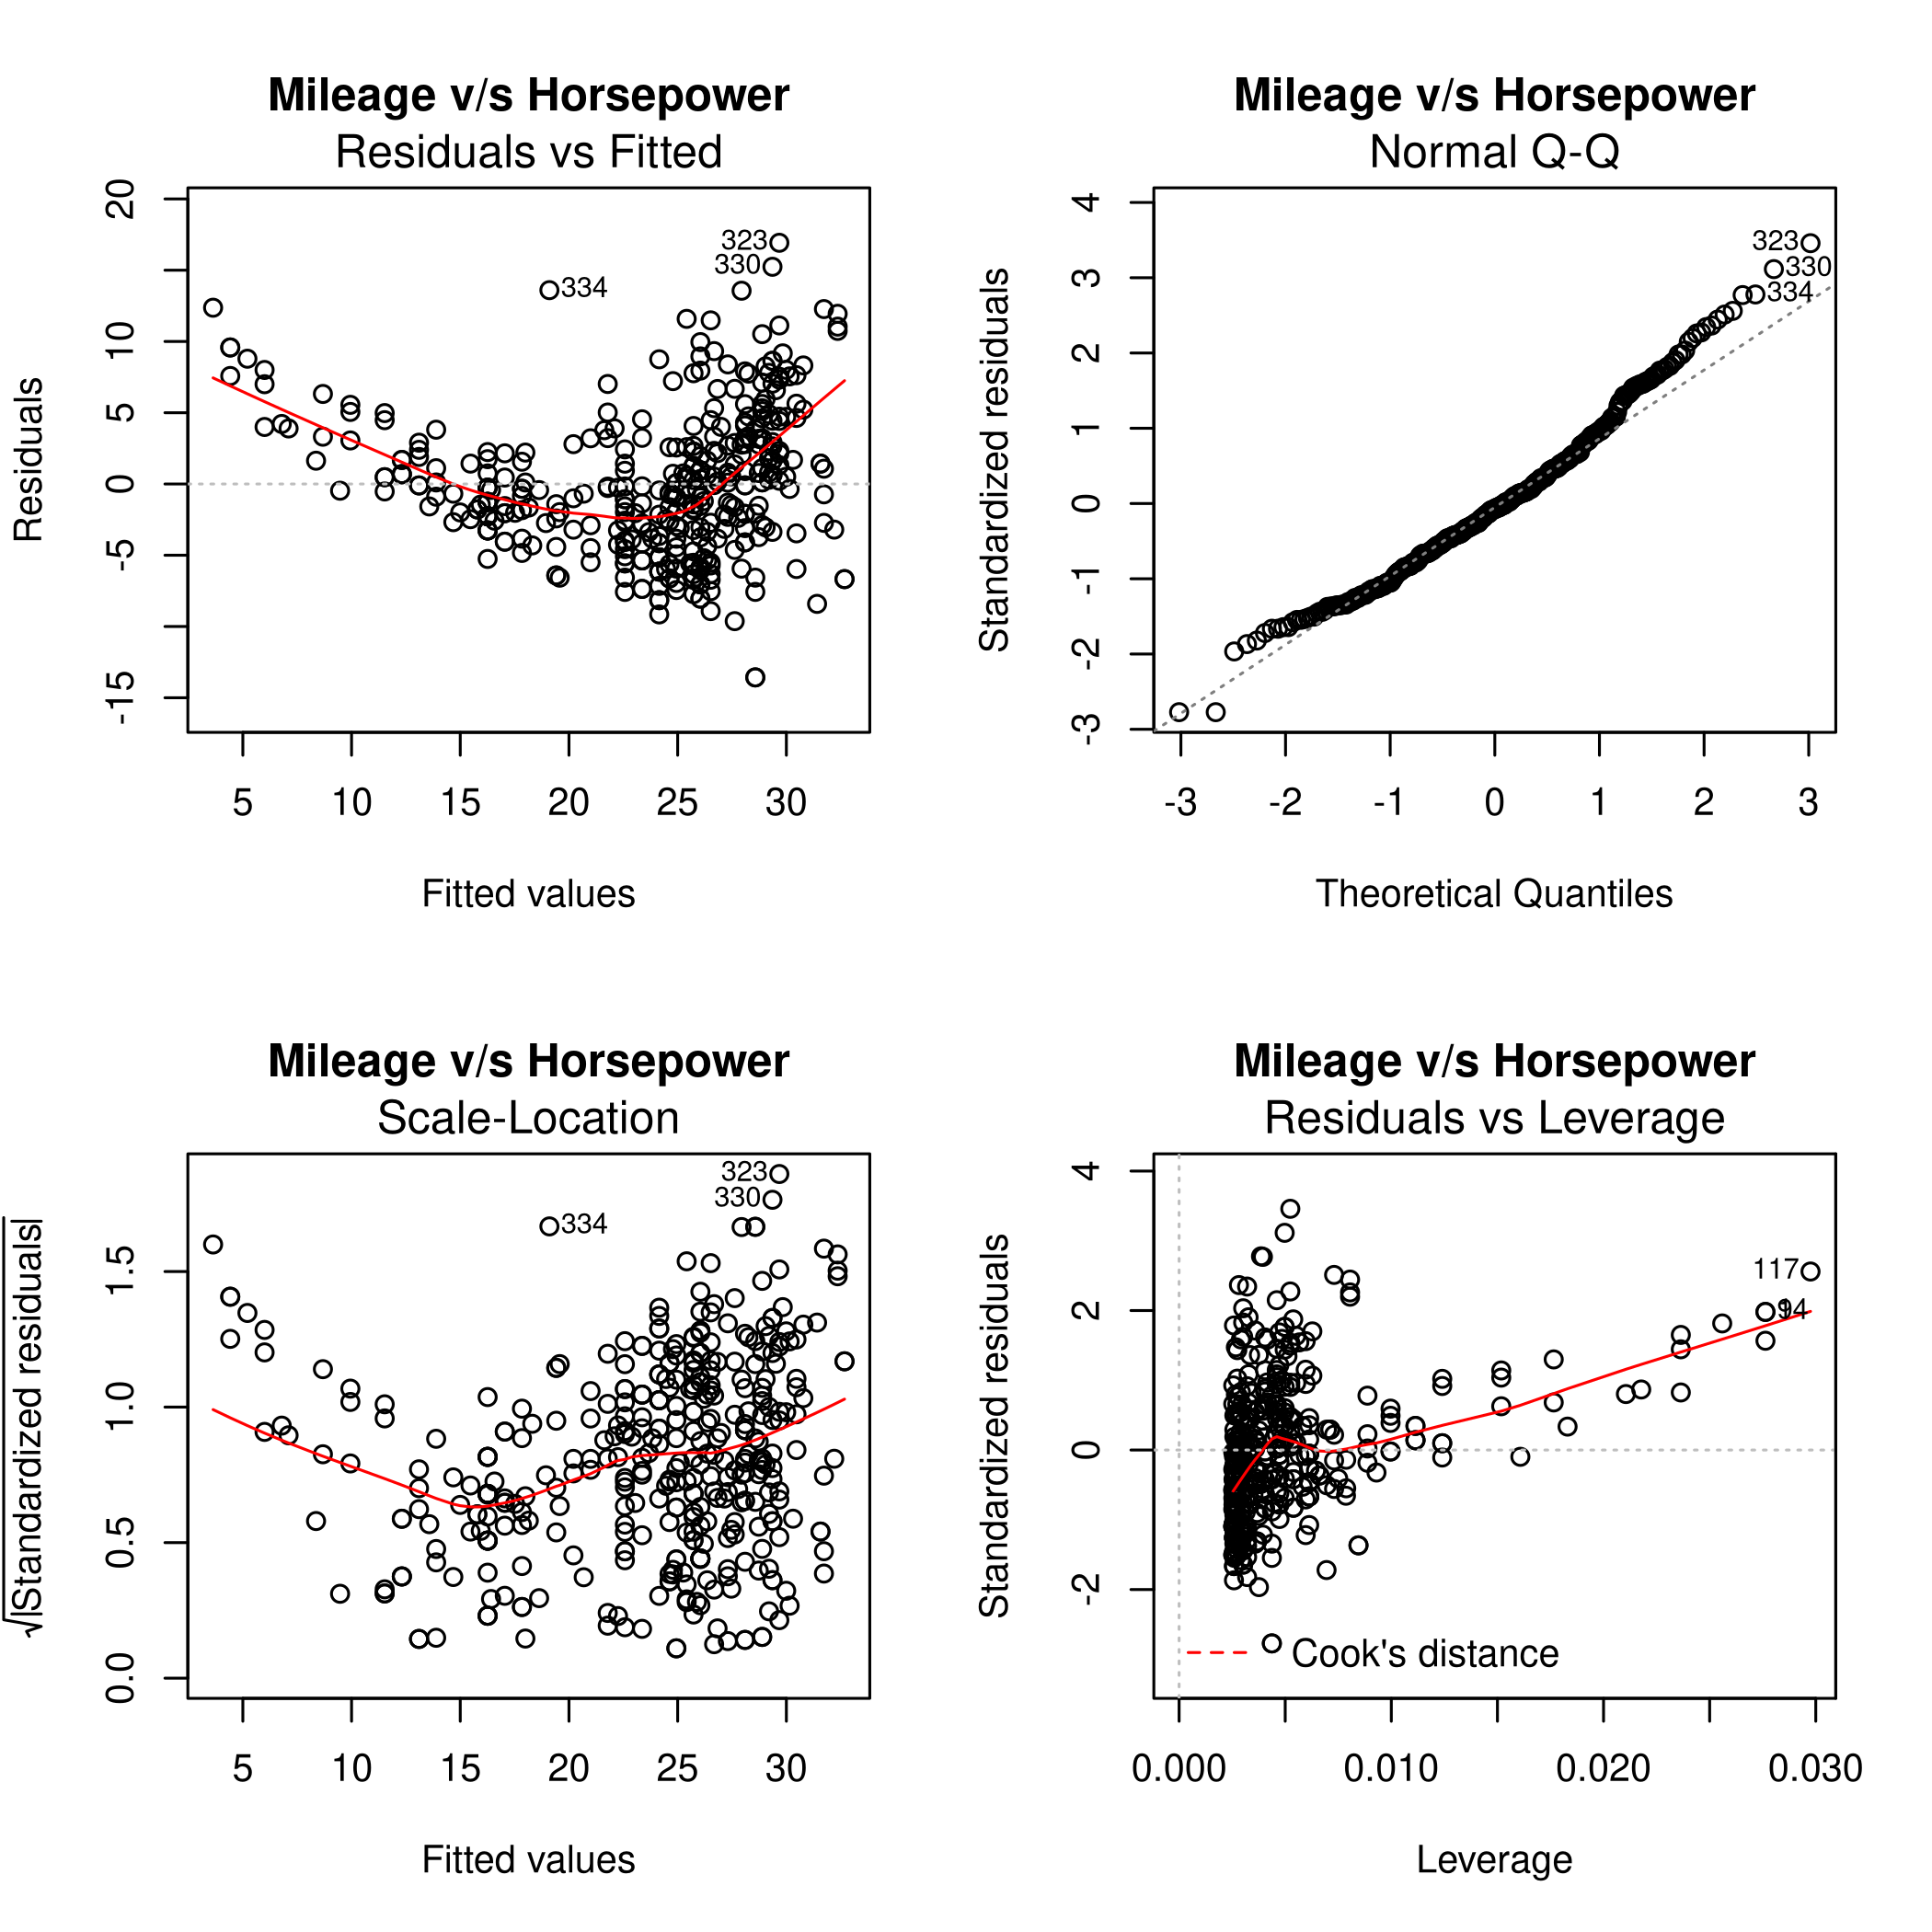 Mileage v/s Horsepower
Residuals vs Fitted
20
10
5
0
-5
-15
Residuals
323
330
334
5 10 15 20 25 30
Fitted values
Mileage v/s Horsepower
Normal Q-Q
4
3
2
1
0
-1
-2
-3
Standardized residuals
323
330
334
-3 -2 -1 0 1 2 3
Theoretical Quantiles
Mileage v/s Horsepower
Scale-Location
1.5
1.0
0.5
0.0
√|Standardized residuals|
323
330
334
5 10 15 20 25 30
Fitted values
Mileage v/s Horsepower
Residuals vs Leverage
4
2
0
-2
Standardized residuals
117
94
Cook's distance
0.000 0.010 0.020 0.030
Leverage